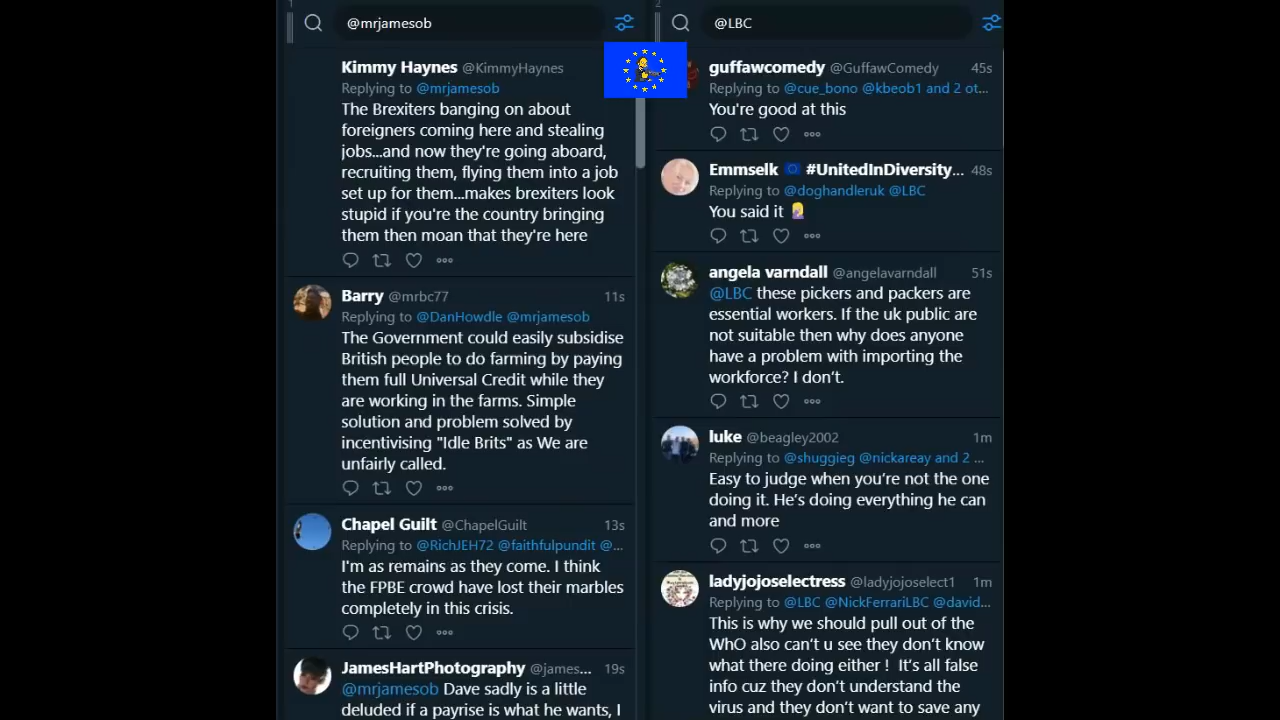 1
@mrjamesob
Kimmy Haynes @KimmyHaynes
Replying to @mrjamesob
The Brexiters banging on about
foreigners coming here and stealing
jobs...and now they're going aboard,
recruiting them, flying them into a job
set up for them...makes brexiters look
stupid if you're the country bringing
them then moan that they're here
Barry @mrbc77 11s
Replying to @DanHowdle @mrjamesob
The Government could easily subsidise
British people to do farming by paying
them full Universal Credit while they
are working in the farms. Simple
solution and problem solved by
incentivising "Idle Brits" as We are
unfairly called.
Chapel Guilt @ChapelGuilt 13s
Replying to @RichJEH72 @faithfulpundit @...
I'm as remains as they come. I think
the FPBE crowd have lost their marbles
completely in this crisis.
JamesHartPhotography @james... 19s
@mrjamesob Dave sadly is a little
deluded if a payrise is what he wants, I
2
@LBC
guffawcomedy @GuffawComedy 45s
Replying to @cue_bono @kbeob1 and 2 ot...
You're good at this
Emmselk #UnitedInDiversity... 48s
Replying to @doghandleruk @LBC
You said it
angela varndall @angelavarndall 51s
@LBC these pickers and packers are
essential workers. If the uk public are
not suitable then why does anyone
have a problem with importing the
workforce? I don't.
luke @beagley2002 1m
Replying to @shuggieg @nickareay and 2 ...
Easy to judge when you're not the one
doing it. He's doing everything he can
and more
ladyjojoselectress @ladyjojoselect1 1m
Replying to @LBC @NickFerrariLBC @david...
This is why we should pull out of the
WhO also can't u see they don't know
what there doing either ! It's all false
info cuz they don't understand the
virus and they don't want to save any